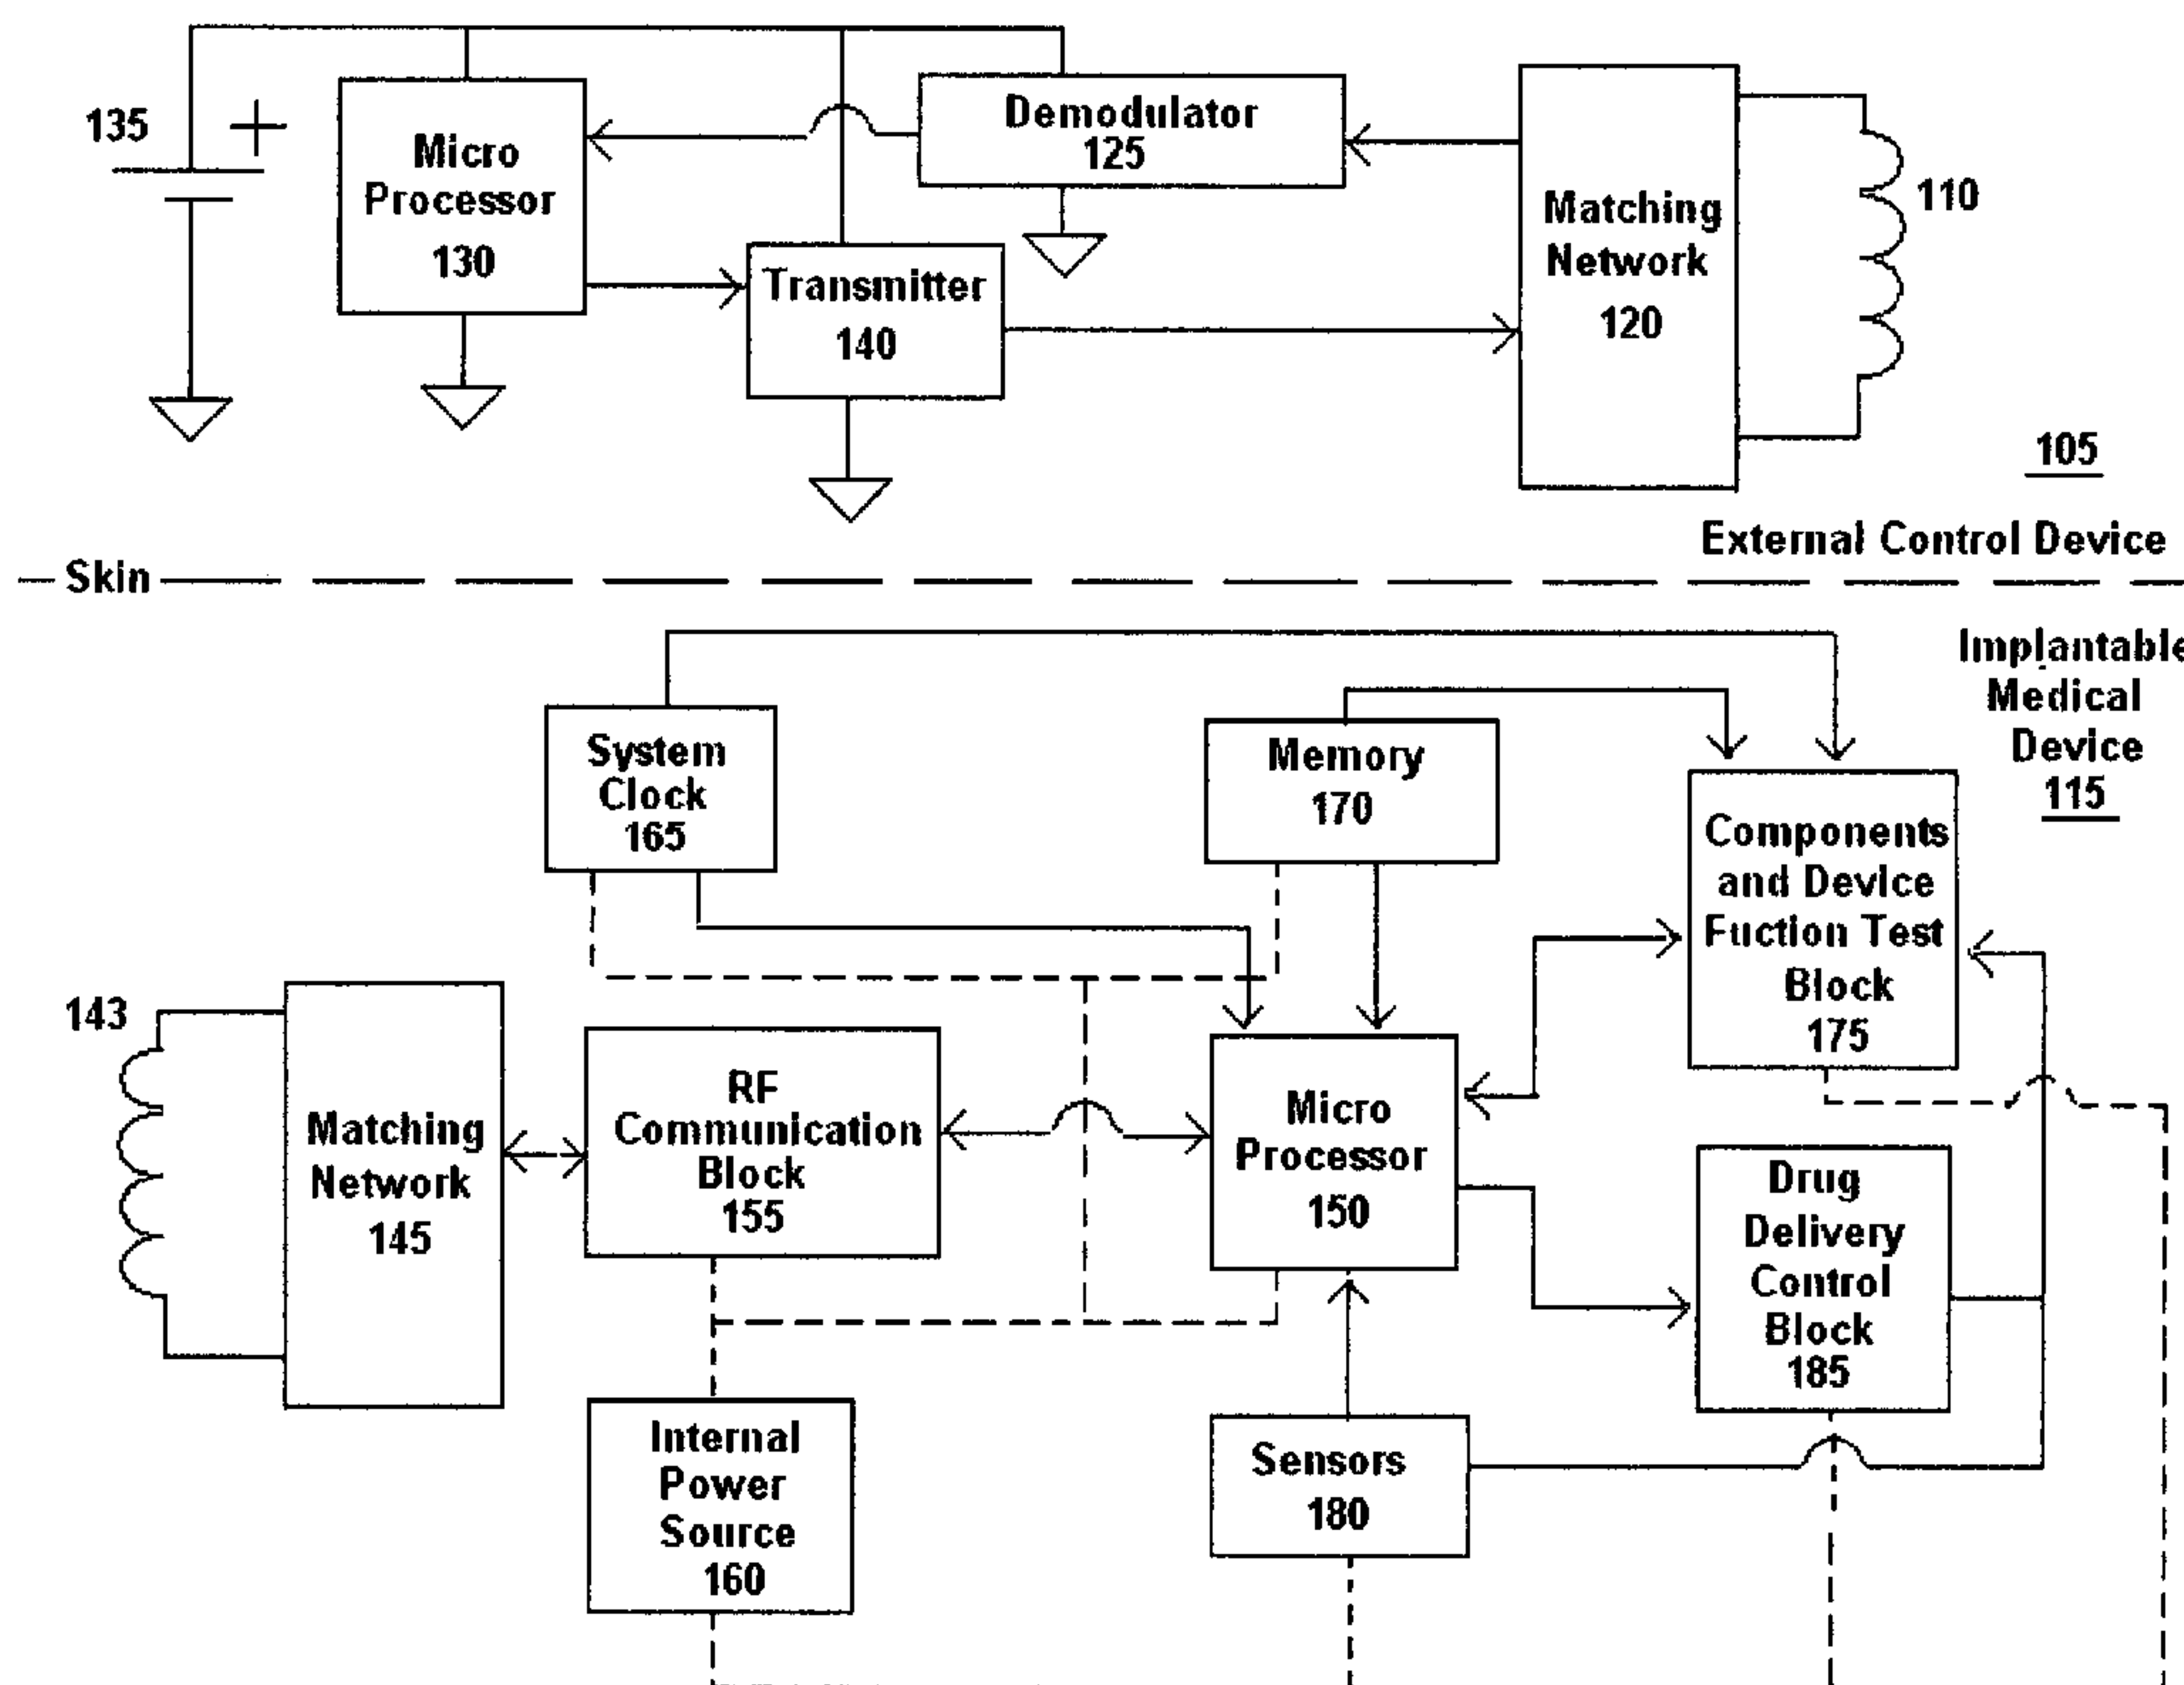 135
+
Micro
Processor
130
Demodulator
125
Transmitter
140
Matching
Network
120
110
105
External Control Device
Skin
Implantable
Medical
Device
115
System
Clock
165
Memory
170
Components
and Device
Fuction Test
Block
175
143
Matching
Network
145
RF
Communication
Block
155
Micro
Processor
150
Drug
Delivery
Control
Block
185
Internal
Power
Source
160
Sensors
180